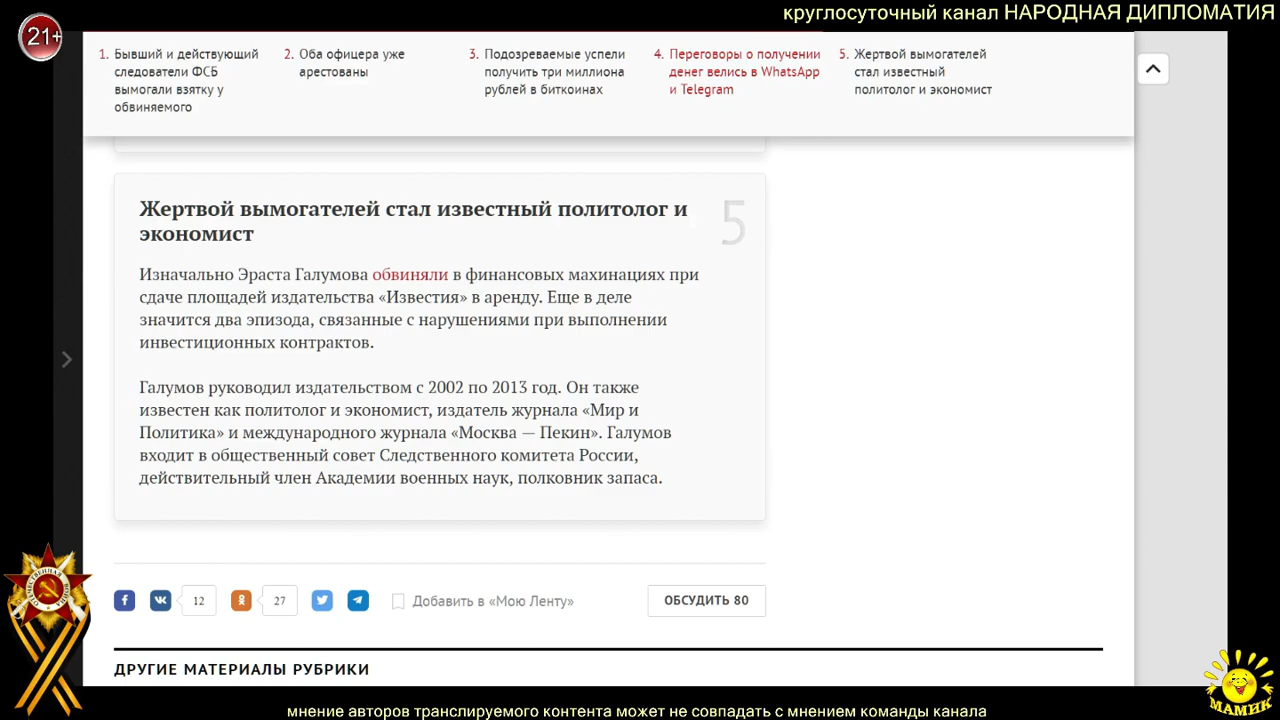 круглосуточный канал НАРОДНАЯ ДИПЛОМАТИЯ
21+
1. Бывший и действующий
следователи ФСБ
вымогали взятку у
обвиняемого
2. Оба офицера уже
арестованы
3. Подозреваемые успели
получить три миллиона
рублей в биткоинах
4. Переговоры о получении
денег велись в WhatsApp
и Telegram
5. Жертвой вымогателей
стал известный
политолог и экономист
Жертвой вымогателей стал известный политолог и
экономист
5
Изначально Эраста Галумова обвиняли в финансовых махинациях при
сдаче площадей издательства «Известия» в аренду. Еще в деле
значится два эпизода, связанные с нарушениями при выполнении
инвестиционных контрактов.
Галумов руководил издательством с 2002 по 2013 год. Он также
известен как политолог и экономист, издатель журнала «Мир и
Политика» и международного журнала «Москва — Пекин». Галумов
входит в общественный совет Следственного комитета России,
действительный член Академии военных наук, полковник запаса.
12
27
Добавить в «Мою Ленту»
ОБСУДИТЬ 80
ДРУГИЕ МАТЕРИАЛЫ РУБРИКИ
ОТЕЧЕСТВЕННАЯ ВОЙНА
МАМИК
мнение авторов транслируемого контента может не совпадать с мнением команды канала